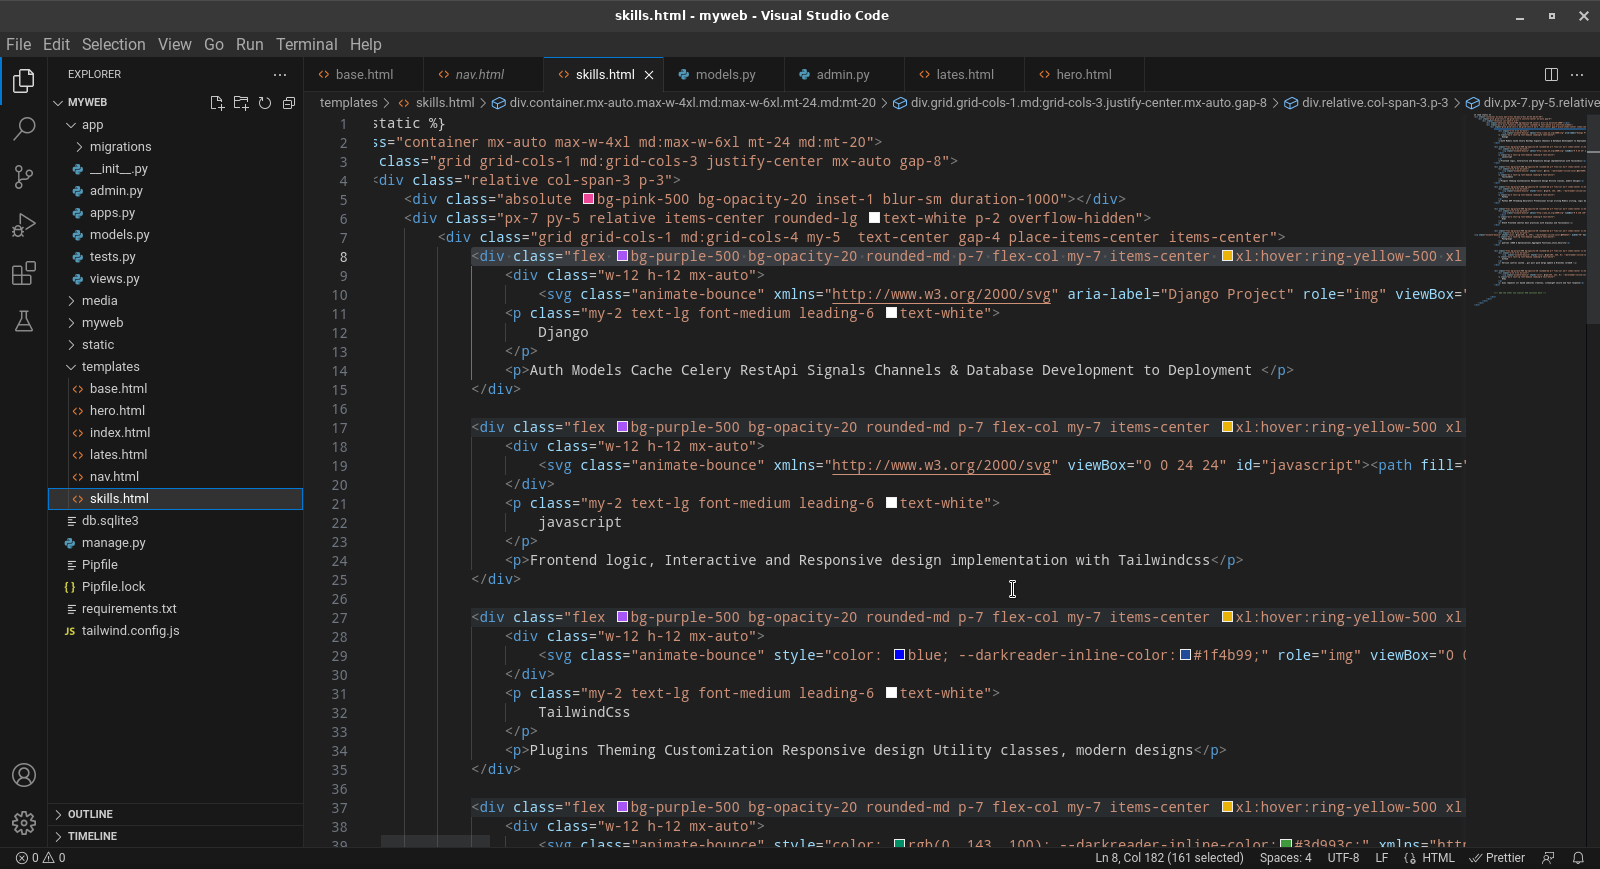 skills.html - myweb - Visual Studio Code
File Edit Selection View Go Run Terminal Help
EXPLORER
base.html nav.html skills.html models.py admin.py lates.html hero.html
MYWEB
templates > skills.html > div.container.mx-auto.max-w-4xl.md:max-w-6xl.mt-24.md:mt-20 > div.grid.grid-cols-1.md:grid-cols-3.justify-center.mx-auto.gap-8 > div.relative.col-span-3.p-3 > div.px-7.py-5.relative
app
migrations
__init__.py
admin.py
apps.py
models.py
tests.py
views.py
media
myweb
static
templates
base.html
hero.html
index.html
lates.html
nav.html
skills.html
db.sqlite3
manage.py
Pipfile
{} Pipfile.lock
requirements.txt
JS tailwind.config.js
OUTLINE
TIMELINE
1 static %}
2 ss="container mx-auto max-w-4xl md:max-w-6xl mt-24 md:mt-20">
3 class="grid grid-cols-1 md:grid-cols-3 justify-center mx-auto gap-8">
4 <div class="relative col-span-3 p-3">
5 <div class="absolute bg-pink-500 bg-opacity-20 inset-1 blur-sm duration-1000"></div>
6 <div class="px-7 py-5 relative items-center rounded-lg text-white p-2 overflow-hidden">
7 <div class="grid grid-cols-1 md:grid-cols-4 my-5  text-center gap-4 place-items-center items-center">
8 <div class="flex bg-purple-500 bg-opacity-20 rounded-md p-7 flex-col my-7 items-center xl:hover:ring-yellow-500 xl
9 <div class="w-12 h-12 mx-auto">
10 <svg class="animate-bounce" xmlns="http://www.w3.org/2000/svg" aria-label="Django Project" role="img" viewBox="
11 <p class="my-2 text-lg font-medium leading-6 text-white">
12 Django
13 </p>
14 <p>Auth Models Cache Celery RestApi Signals Channels & Database Development to Deployment </p>
15 </div>
16
17 <div class="flex bg-purple-500 bg-opacity-20 rounded-md p-7 flex-col my-7 items-center xl:hover:ring-yellow-500 xl
18 <div class="w-12 h-12 mx-auto">
19 <svg class="animate-bounce" xmlns="http://www.w3.org/2000/svg" viewBox="0 0 24 24" id="javascript"><path fill="
20 </div>
21 <p class="my-2 text-lg font-medium leading-6 text-white">
22 javascript
23 </p>
24 <p>Frontend logic, Interactive and Responsive design implementation with Tailwindcss</p>
25 </div>
26
27 <div class="flex bg-purple-500 bg-opacity-20 rounded-md p-7 flex-col my-7 items-center xl:hover:ring-yellow-500 xl
28 <div class="w-12 h-12 mx-auto">
29 <svg class="animate-bounce" style="color: blue; --darkreader-inline-color: #1f4b99;" role="img" viewBox="0 0
30 </div>
31 <p class="my-2 text-lg font-medium leading-6 text-white">
32 TailwindCss
33 </p>
34 <p>Plugins Theming Customization Responsive design Utility classes, modern designs</p>
35 </div>
36
37 <div class="flex bg-purple-500 bg-opacity-20 rounded-md p-7 flex-col my-7 items-center xl:hover:ring-yellow-500 xl
38 <div class="w-12 h-12 mx-auto">
39 <svg class="animate-bounce" style="color: rgb(0, 143, 100); --darkreader-inline-color: #3d993c;" xmlns="http
0 0 Ln 8, Col 182 (161 selected) Spaces: 4 UTF-8 LF {} HTML Prettier